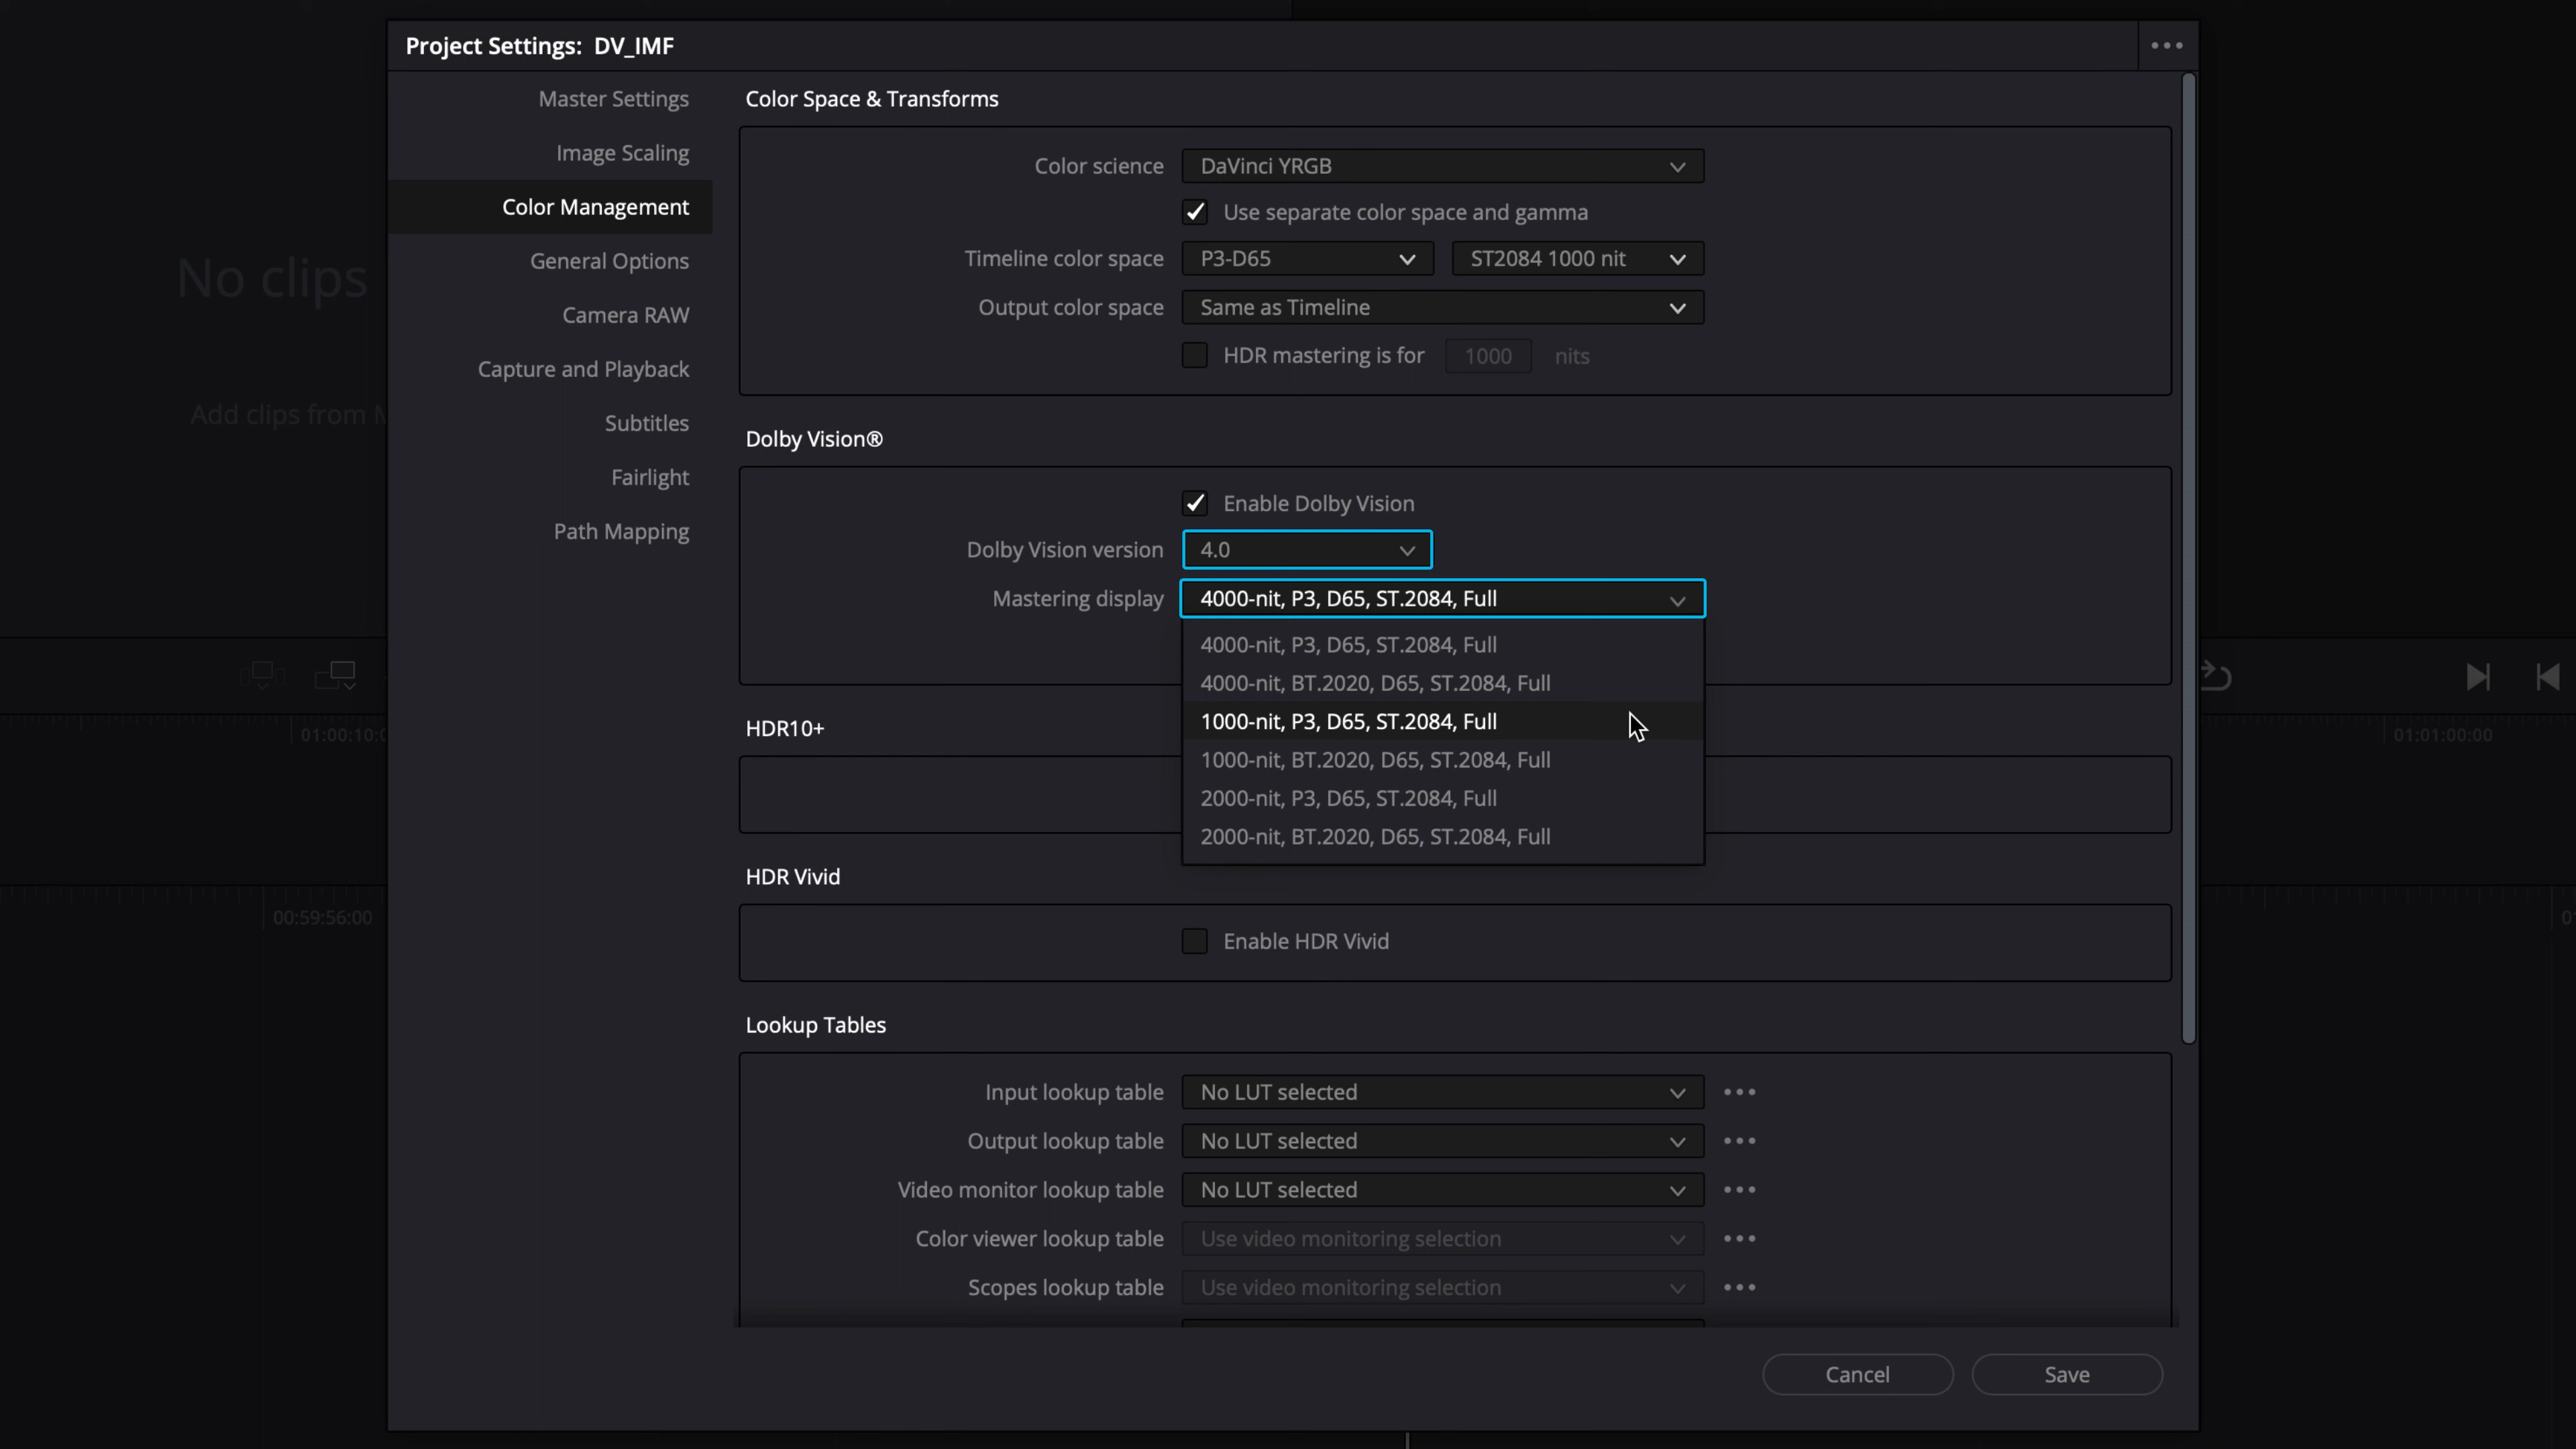 Project Settings: DV_IMF
Master Settings
Image Scaling
Color Management
General Options
Camera RAW
Capture and Playback
Subtitles
Fairlight
Path Mapping
Color Space & Transforms
Color science DaVinci YRGB
Use separate color space and gamma
Timeline color space P3-D65 ST2084 1000 nit
Output color space Same as Timeline
HDR mastering is for 1000 nits
Dolby Vision®
Enable Dolby Vision
Dolby Vision version 4.0
Mastering display 4000-nit, P3, D65, ST.2084, Full
4000-nit, P3, D65, ST.2084, Full
4000-nit, BT.2020, D65, ST.2084, Full
1000-nit, P3, D65, ST.2084, Full
1000-nit, BT.2020, D65, ST.2084, Full
2000-nit, P3, D65, ST.2084, Full
2000-nit, BT.2020, D65, ST.2084, Full
HDR10+
HDR Vivid
Enable HDR Vivid
Lookup Tables
Input lookup table No LUT selected
Output lookup table No LUT selected
Video monitor lookup table No LUT selected
Color viewer lookup table Use video monitoring selection
Scopes lookup table Use video monitoring selection
Cancel Save
No clips
Add clips from
01:01:00:00
00:59:56:00